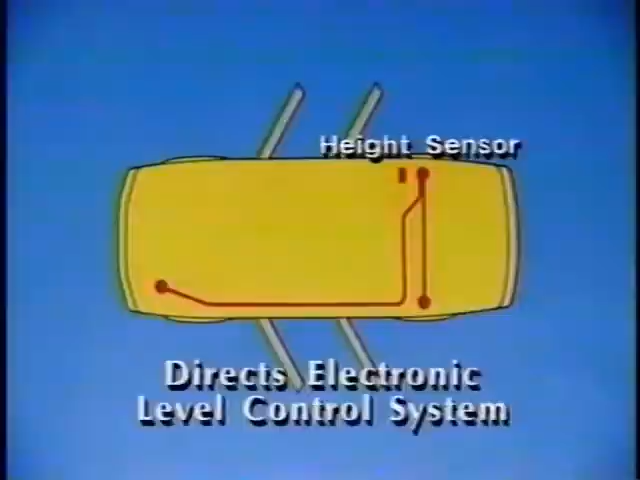 Height Sensor
Directs Electronic
Level Control System